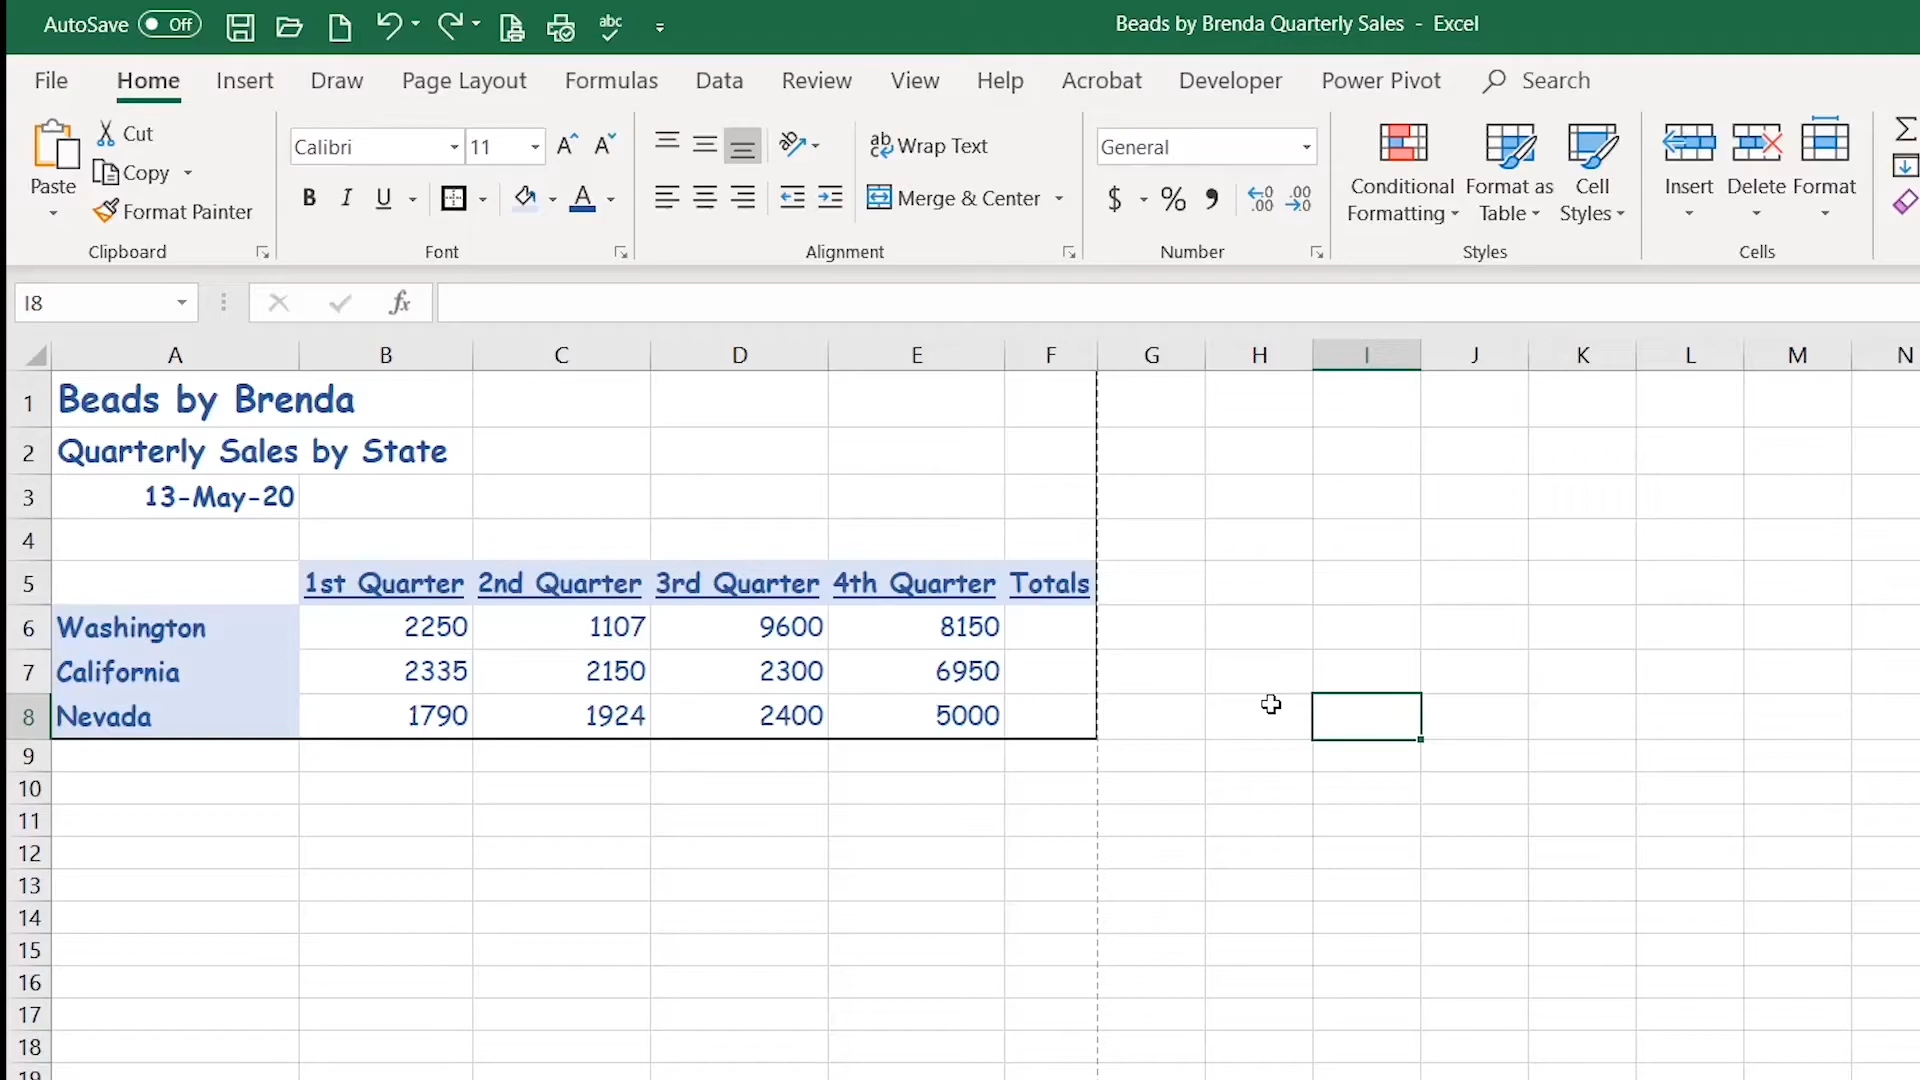 AutoSave Off abc Beads by Brenda Quarterly Sales - Excel
File Home Insert Draw Page Layout Formulas Data Review View Help Acrobat Developer Power Pivot Search
Paste Cut Copy Format Painter
Clipboard
Calibri 11 A A
B I U A
Font
ab Wrap Text
Merge & Center
Alignment
General
$ % , .00 .00
Number
Conditional Formatting Format as Table Cell Styles
Styles
Insert Delete Format
Cells
I8 fx
A B C D E F G H I J K L M N
1 Beads by Brenda
2 Quarterly Sales by State
3 13-May-20
4
5 1st Quarter 2nd Quarter 3rd Quarter 4th Quarter Totals
6 Washington 2250 1107 9600 8150
7 California 2335 2150 2300 6950
8 Nevada 1790 1924 2400 5000
9
10
11
12
13
14
15
16
17
18